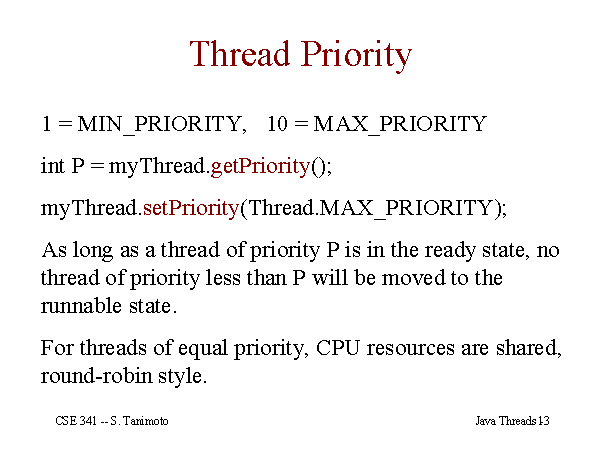 Thread Priority
1 = MIN_PRIORITY, 10 = MAX_PRIORITY
int P = myThread.getPriority();
myThread.setPriority(Thread.MAX_PRIORITY);
As long as a thread of priority P is in the ready state, no
thread of priority less than P will be moved to the
runnable state.
For threads of equal priority, CPU resources are shared,
round-robin style.
CSE 341 -- S. Tanimoto
Java Threads-13